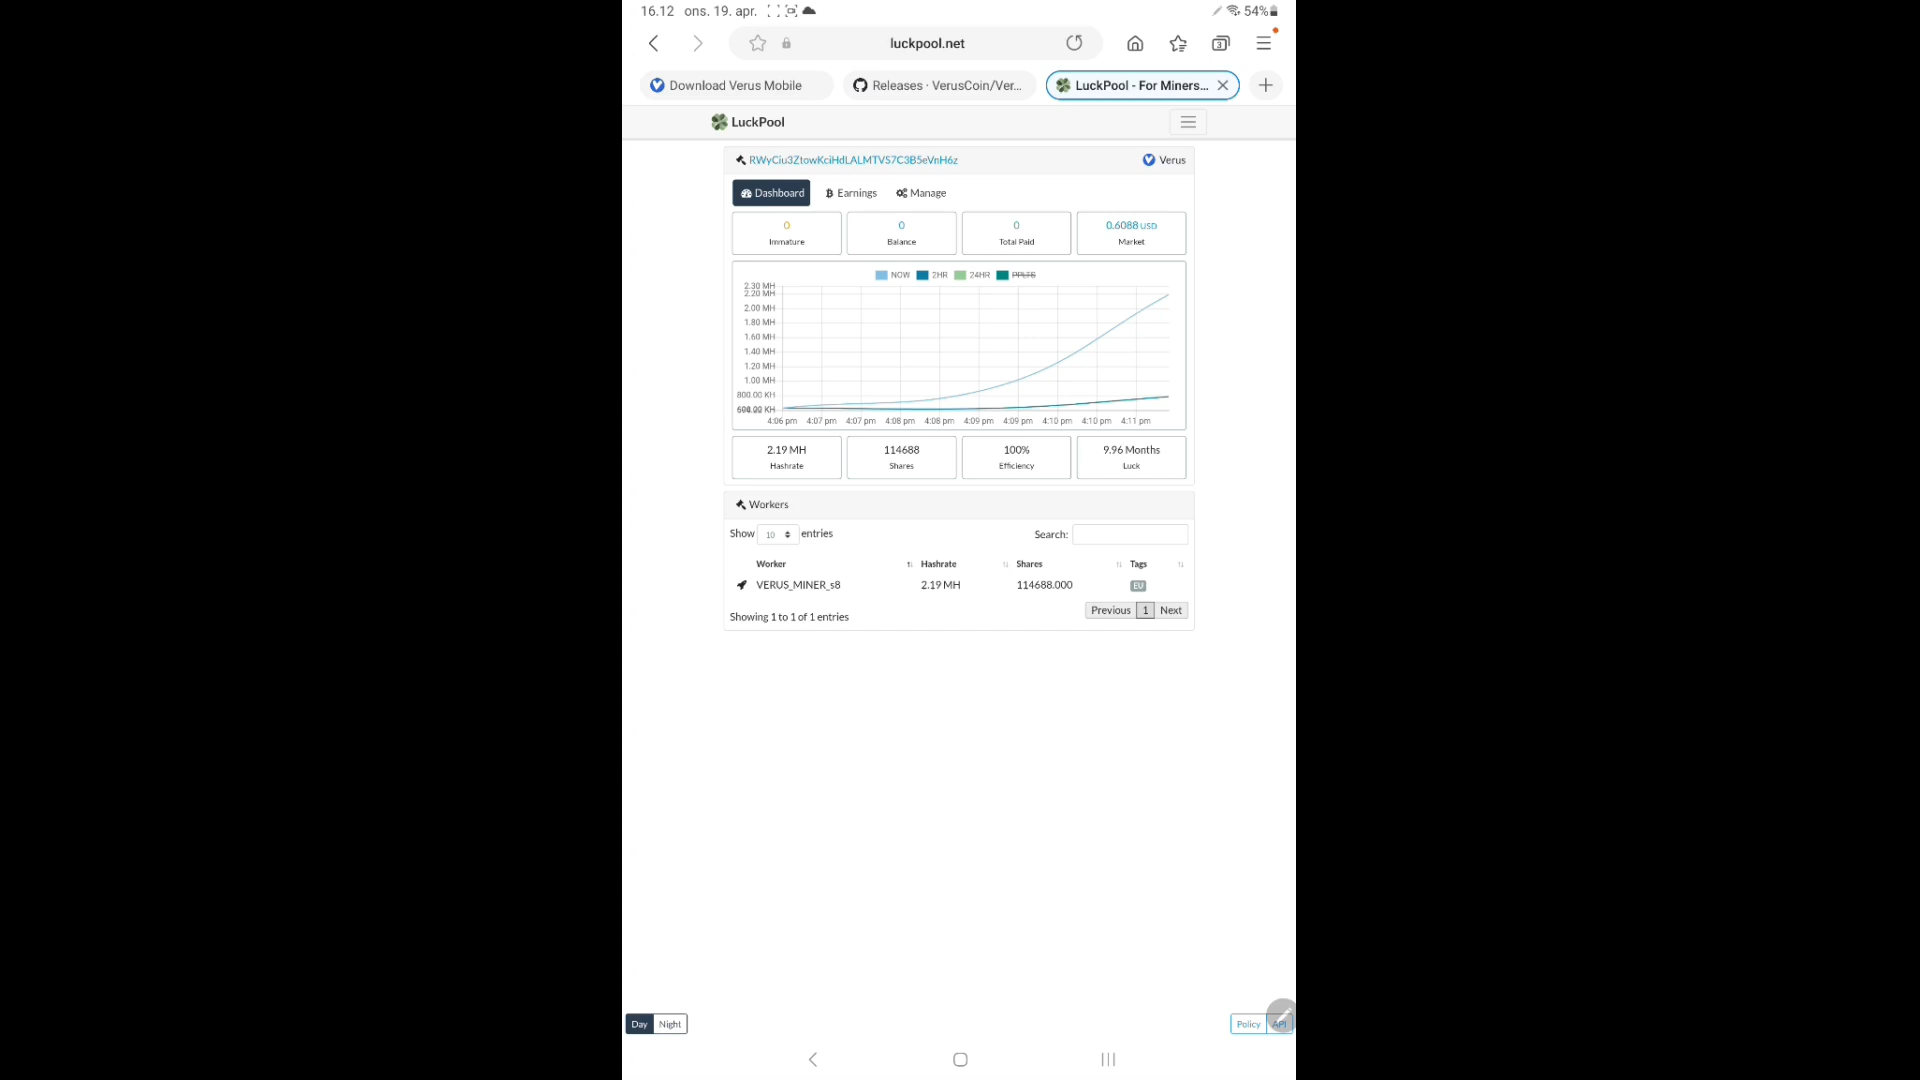 16.12 ons. 19. apr. 54%
luckpool.net
3
Download Verus Mobile
Releases · VerusCoin/Ver...
LuckPool - For Miners...
LuckPool
RWyCiu3ZtowKciHdLALMTVS7C3B5eVnH6z Verus
Dashboard Earnings Manage
0 0 0 0.6088 USD
Immature Balance Total Paid Market
NOW 2HR 24HR PPLTS
2.30 MH
2.20 MH
2.00 MH
1.80 MH
1.60 MH
1.40 MH
1.20 MH
1.00 MH
800.00 KH
4:06 pm 4:07 pm 4:07 pm 4:08 pm 4:08 pm 4:09 pm 4:09 pm 4:10 pm 4:10 pm 4:11 pm
2.19 MH 114688 100% 9.96 Months
Hashrate Shares Efficiency Luck
Workers
Show 10 entries Search:
Worker Hashrate Shares Tags
VERUS_MINER_s8 2.19 MH 114688.000 EU
Previous 1 Next
Showing 1 to 1 of 1 entries
Day Night Policy API